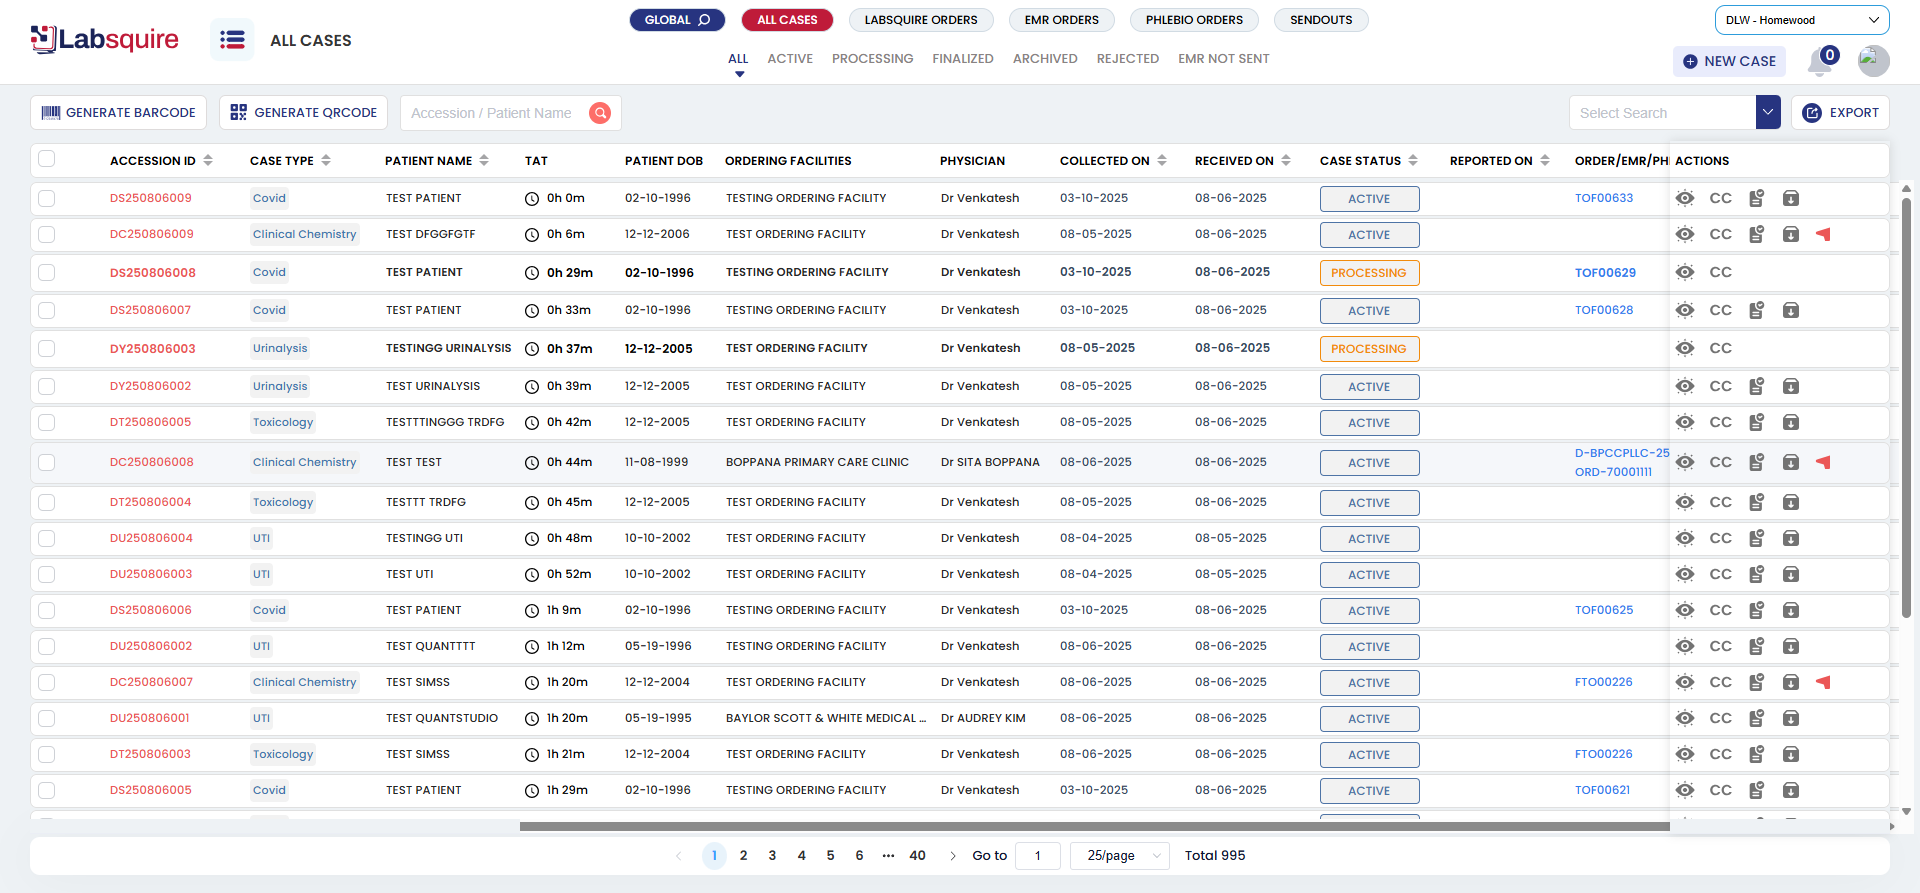 Labsquire
ALL CASES
GLOBAL
ALL CASES
LABSQUIRE ORDERS
EMR ORDERS
PHLEBIO ORDERS
SENDOUTS
DLW - Homewood
ALL
ACTIVE
PROCESSING
FINALIZED
ARCHIVED
REJECTED
EMR NOT SENT
NEW CASE
0
GENERATE BARCODE
GENERATE QRCODE
Accession / Patient Name
Select Search
EXPORT
ACCESSION ID CASE TYPE PATIENT NAME TAT PATIENT DOB ORDERING FACILITIES PHYSICIAN COLLECTED ON RECEIVED ON CASE STATUS REPORTED ON ORDER/EMR/PH ACTIONS
DS250806009 Covid TEST PATIENT 0h 0m 02-10-1996 TESTING ORDERING FACILITY Dr Venkatesh 03-10-2025 08-06-2025 ACTIVE TOF00633 CC
DC250806009 Clinical Chemistry TEST DFGGFGTF 0h 6m 12-12-2006 TEST ORDERING FACILITY Dr Venkatesh 08-05-2025 08-06-2025 ACTIVE CC
DS250806008 Covid TEST PATIENT 0h 29m 02-10-1996 TESTING ORDERING FACILITY Dr Venkatesh 03-10-2025 08-06-2025 PROCESSING TOF00629 CC
DS250806007 Covid TEST PATIENT 0h 33m 02-10-1996 TESTING ORDERING FACILITY Dr Venkatesh 03-10-2025 08-06-2025 ACTIVE TOF00628 CC
DY250806003 Urinalysis TESTINGG URINALYSIS 0h 37m 12-12-2005 TEST ORDERING FACILITY Dr Venkatesh 08-05-2025 08-06-2025 PROCESSING CC
DY250806002 Urinalysis TEST URINALYSIS 0h 39m 12-12-2005 TEST ORDERING FACILITY Dr Venkatesh 08-05-2025 08-06-2025 ACTIVE CC
DT250806005 Toxicology TESTTTINGGG TRDFG 0h 42m 12-12-2005 TEST ORDERING FACILITY Dr Venkatesh 08-05-2025 08-06-2025 ACTIVE CC
DC250806008 Clinical Chemistry TEST TEST 0h 44m 11-08-1999 BOPPANA PRIMARY CARE CLINIC Dr SITA BOPPANA 08-06-2025 08-06-2025 ACTIVE D-BPCCPLLC-25 CC
ORD-70001111
DT250806004 Toxicology TESTTT TRDFG 0h 45m 12-12-2005 TEST ORDERING FACILITY Dr Venkatesh 08-05-2025 08-06-2025 ACTIVE CC
DU250806004 UTI TESTINGG UTI 0h 48m 10-10-2002 TEST ORDERING FACILITY Dr Venkatesh 08-04-2025 08-05-2025 ACTIVE CC
DU250806003 UTI TEST UTI 0h 52m 10-10-2002 TEST ORDERING FACILITY Dr Venkatesh 08-04-2025 08-05-2025 ACTIVE CC
DS250806006 Covid TEST PATIENT 1h 9m 02-10-1996 TESTING ORDERING FACILITY Dr Venkatesh 03-10-2025 08-06-2025 ACTIVE TOF00625 CC
DU250806002 UTI TEST QUANTTTT 1h 12m 05-19-1996 TESTING ORDERING FACILITY Dr Venkatesh 08-06-2025 08-06-2025 ACTIVE CC
DC250806007 Clinical Chemistry TEST SIMSS 1h 20m 12-12-2004 TEST ORDERING FACILITY Dr Venkatesh 08-06-2025 08-06-2025 ACTIVE FTO00226 CC
DU250806001 UTI TEST QUANTSTUDIO 1h 20m 05-19-1995 BAYLOR SCOTT & WHITE MEDICAL ... Dr AUDREY KIM 08-06-2025 08-06-2025 ACTIVE CC
DT250806003 Toxicology TEST SIMSS 1h 21m 12-12-2004 TEST ORDERING FACILITY Dr Venkatesh 08-06-2025 08-06-2025 ACTIVE FTO00226 CC
DS250806005 Covid TEST PATIENT 1h 29m 02-10-1996 TESTING ORDERING FACILITY Dr Venkatesh 03-10-2025 08-06-2025 ACTIVE TOF00621 CC
1 2 3 4 5 6 ... 40 Go to 1 25/page Total 995